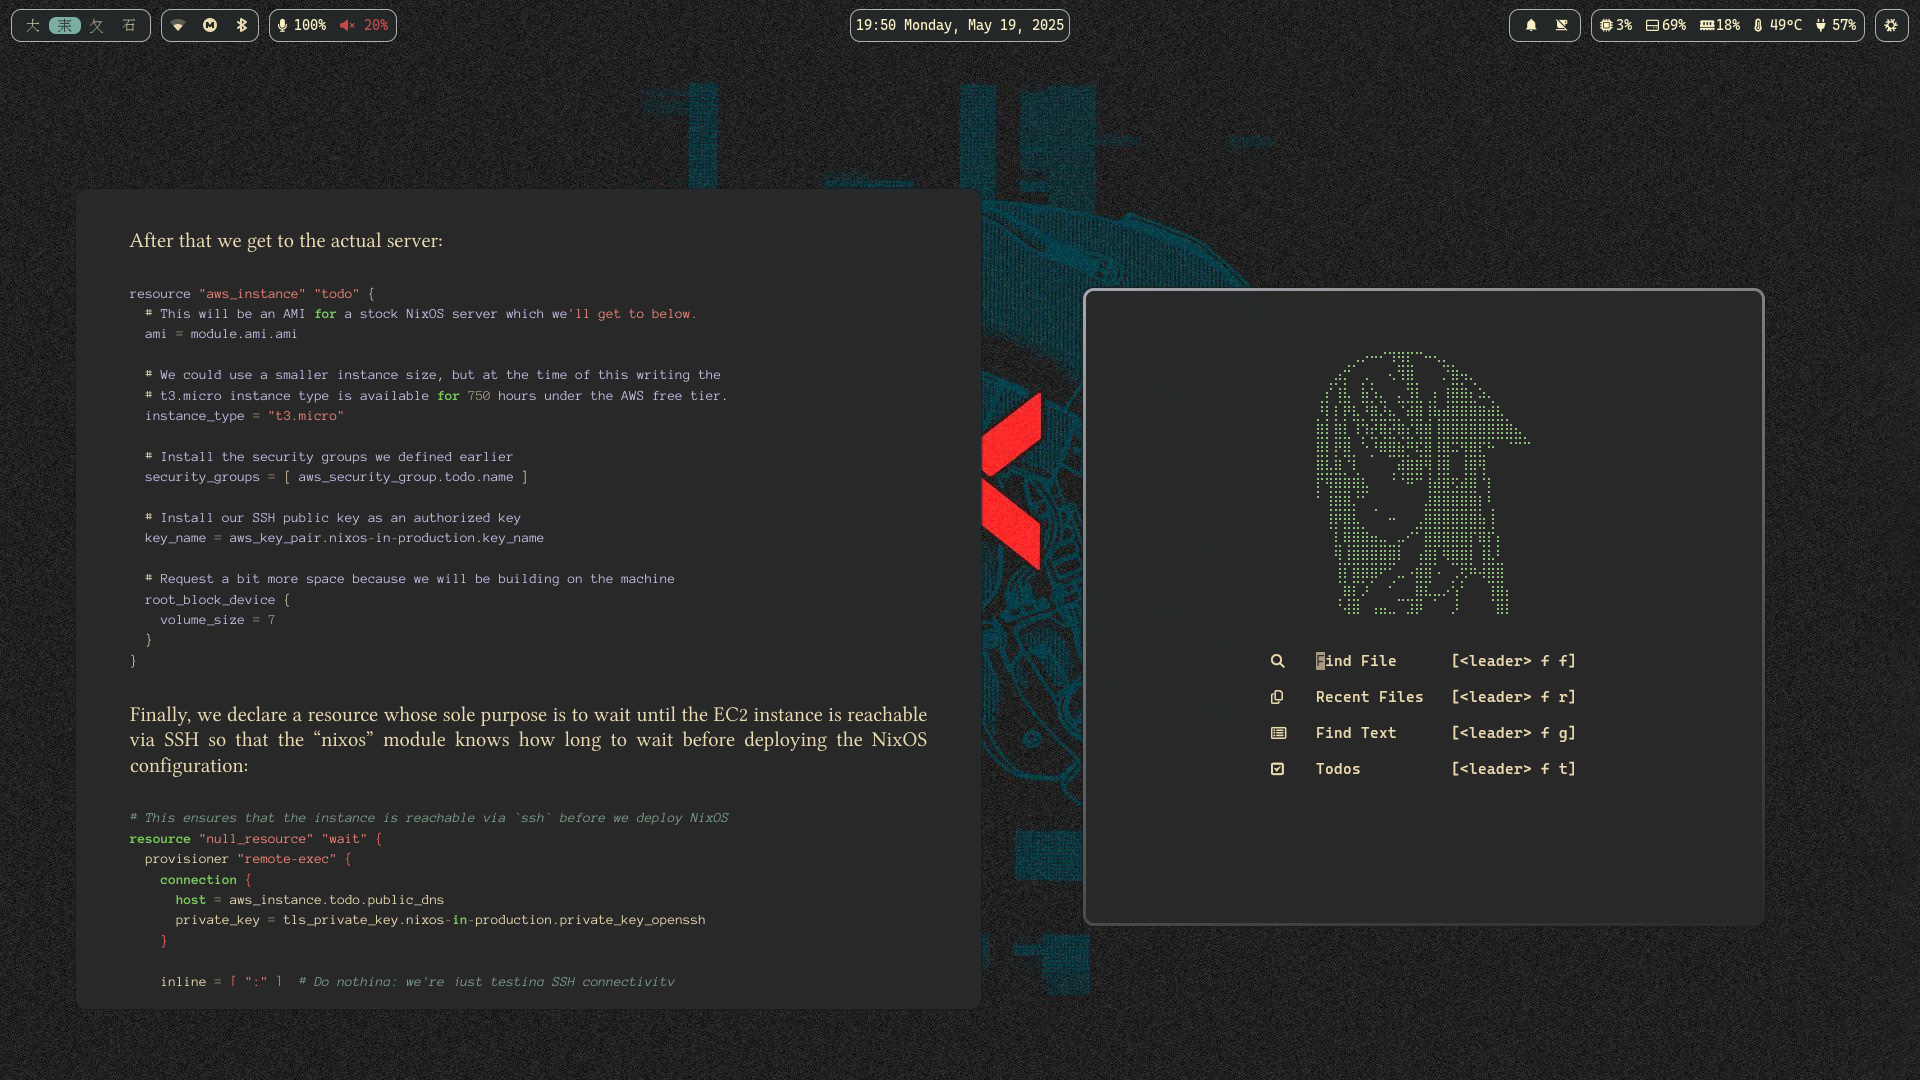 大 耒 攵 石
100% 20%
19:50 Monday, May 19, 2025
3% 69% 18% 49°C 57%
After that we get to the actual server:
resource "aws_instance" "todo" {
# This will be an AMI for a stock NixOS server which we'll get to below.
ami = module.ami.ami
# We could use a smaller instance size, but at the time of this writing the
# t3.micro instance type is available for 750 hours under the AWS free tier.
instance_type = "t3.micro"
# Install the security groups we defined earlier
security_groups = [ aws_security_group.todo.name ]
# Install our SSH public key as an authorized key
key_name = aws_key_pair.nixos-in-production.key_name
# Request a bit more space because we will be building on the machine
root_block_device {
volume_size = 7
}
}
Finally, we declare a resource whose sole purpose is to wait until the EC2 instance is reachable
via SSH so that the “nixos” module knows how long to wait before deploying the NixOS
configuration:
# This ensures that the instance is reachable via `ssh` before we deploy NixOS
resource "null_resource" "wait" {
provisioner "remote-exec" {
connection {
host = aws_instance.todo.public_dns
private_key = tls_private_key.nixos-in-production.private_key_openssh
}
inline = [ ":" ]  # Do nothing; we're just testing SSH connectivity
Find File [<leader> f f]
Recent Files [<leader> f r]
Find Text [<leader> f g]
Todos [<leader> f t]